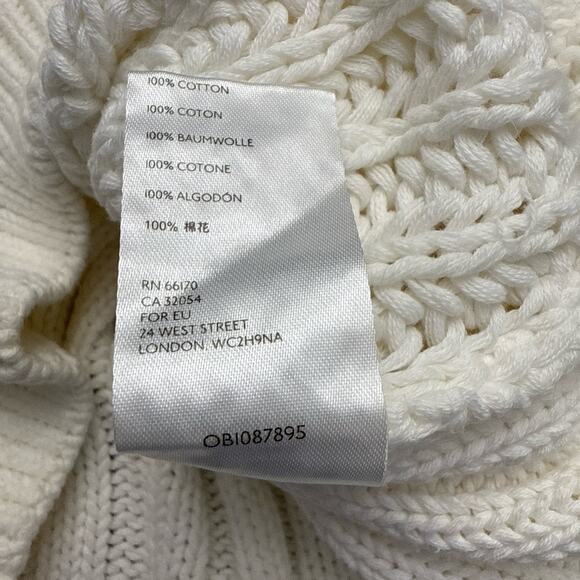 100% COTTON
100% COTON
100% BAUMWOLLE
100% COTONE
100% ALGODÓN
100% 棉花
RN 66170
CA 32054
FOR EU
24 WEST STREET
LONDON. WC2H9NA
OB1087895